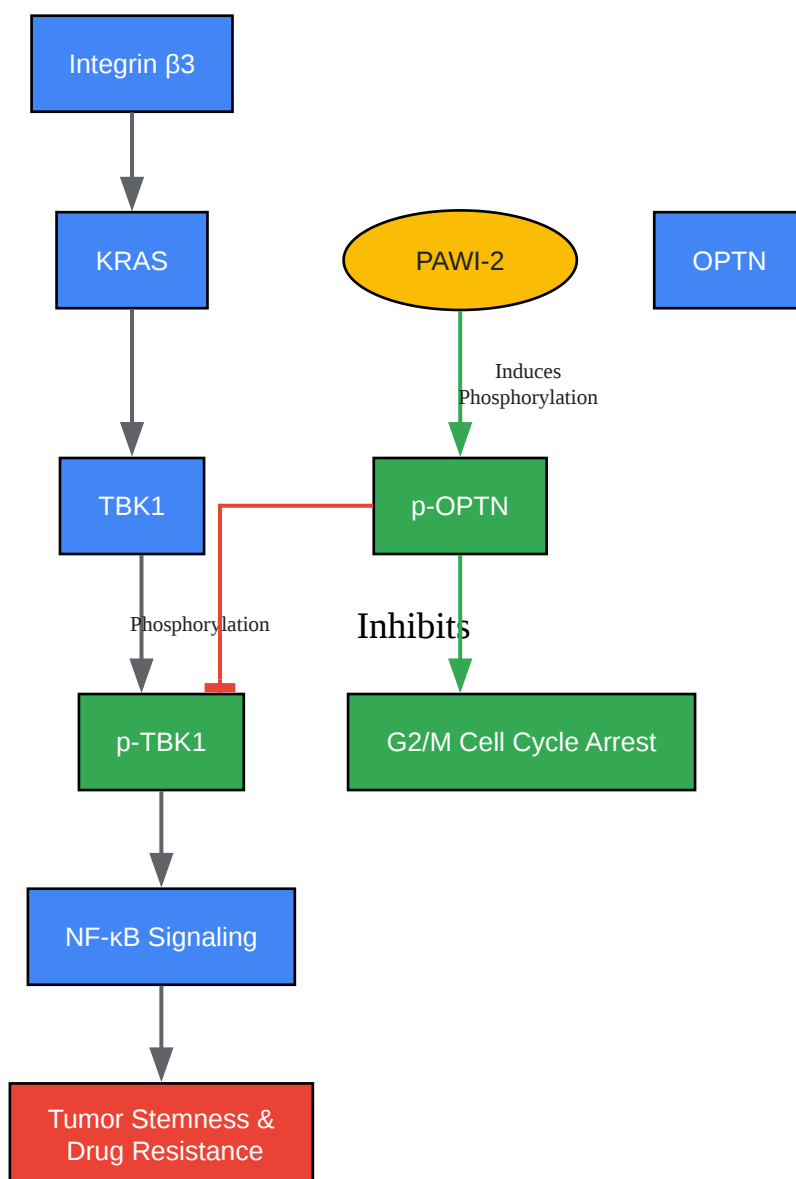 Integrin β3
KRAS
PAWI-2
OPTN
Induces
Phosphorylation
TBK1
p-OPTN
Phosphorylation
Inhibits
p-TBK1
G2/M Cell Cycle Arrest
NF-κB Signaling
Tumor Stemness &
Drug Resistance